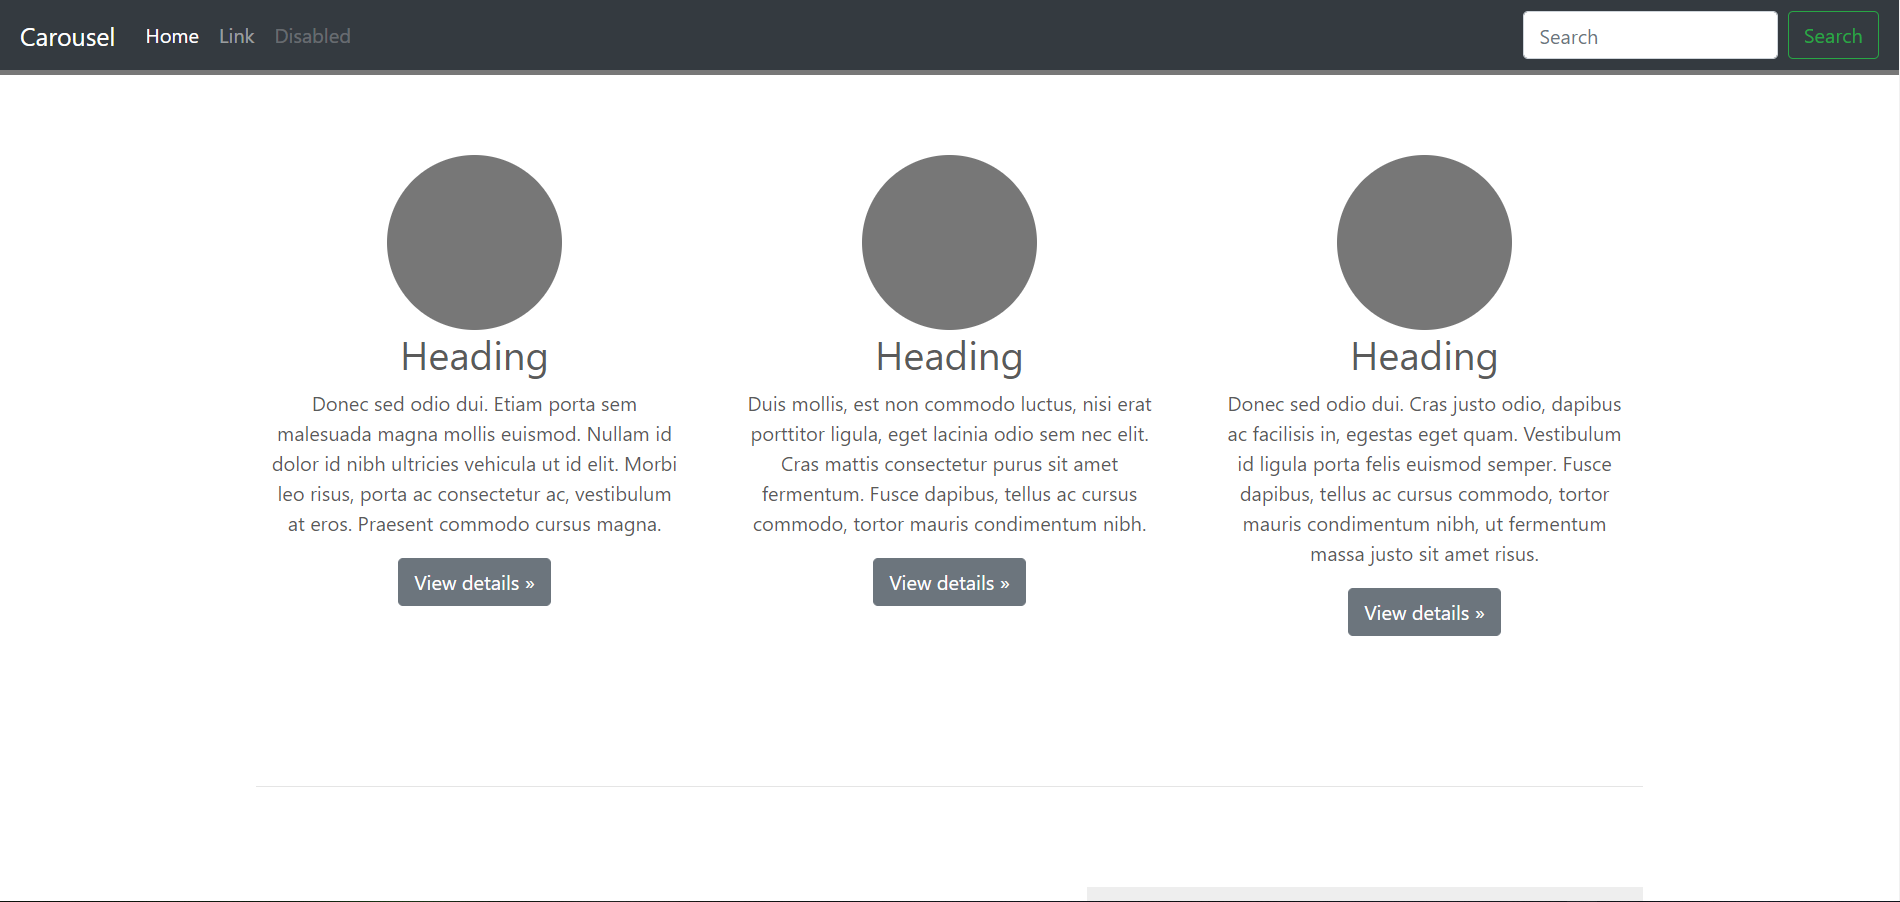 Carousel Home Link Disabled Search Search
Heading
Donec sed odio dui. Etiam porta sem
malesuada magna mollis euismod. Nullam id
dolor id nibh ultricies vehicula ut id elit. Morbi
leo risus, porta ac consectetur ac, vestibulum
at eros. Praesent commodo cursus magna.
View details »
Heading
Duis mollis, est non commodo luctus, nisi erat
porttitor ligula, eget lacinia odio sem nec elit.
Cras mattis consectetur purus sit amet
fermentum. Fusce dapibus, tellus ac cursus
commodo, tortor mauris condimentum nibh.
View details »
Heading
Donec sed odio dui. Cras justo odio, dapibus
ac facilisis in, egestas eget quam. Vestibulum
id ligula porta felis euismod semper. Fusce
dapibus, tellus ac cursus commodo, tortor
mauris condimentum nibh, ut fermentum
massa justo sit amet risus.
View details »